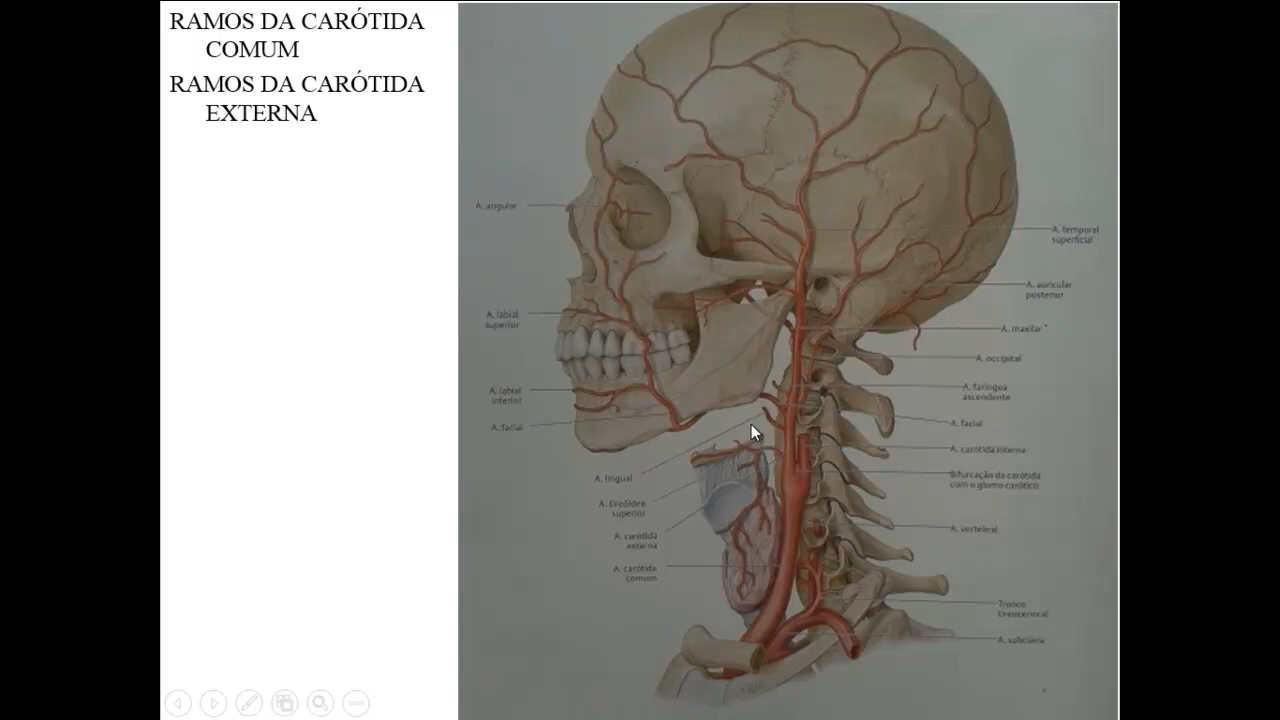 RAMOS DA CARÓTIDA
COMUM
RAMOS DA CARÓTIDA
EXTERNA
A. angular
A. labial
superior
A. labial
inferior
A. facial
A. lingual
A. tireóidea
superior
A. carótida
externa
A. carótida
comum
A. temporal
superficial
A. auricular
posterior
A. maxilar *
A. occipital
A. faríngea
ascendente
A. facial
A. carótida interna
Bifurcação da carótida
com o glomo carótico
A. vertebral
Tronco
tireocervical
A. subclávia